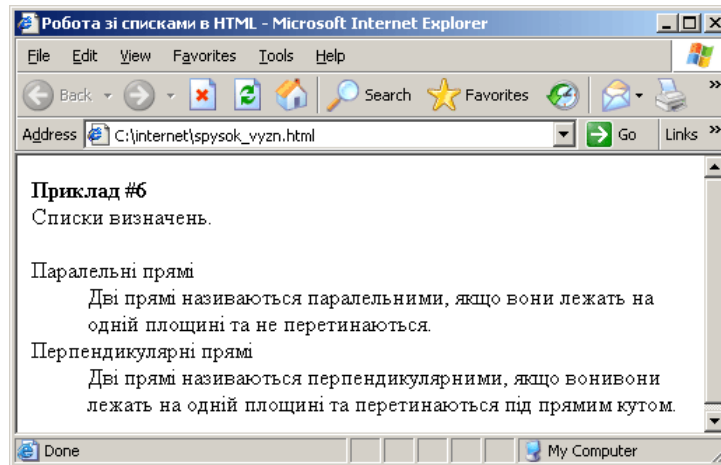 Робота зі списками в HTML - Microsoft Internet Explorer
File Edit View Favorites Tools Help
Back Search Favorites »
Address C:\internet\spysok_vyzn.html Go Links »
Приклад #6
Списки визначень.
Паралельні прямі
Дві прямі називаються паралельними, якщо вони лежать на
одній площині та не перетинаються.
Перпендикулярні прямі
Дві прямі називаються перпендикулярними, якщо вонивони
лежать на одній площині та перетинаються під прямим кутом.
Done My Computer